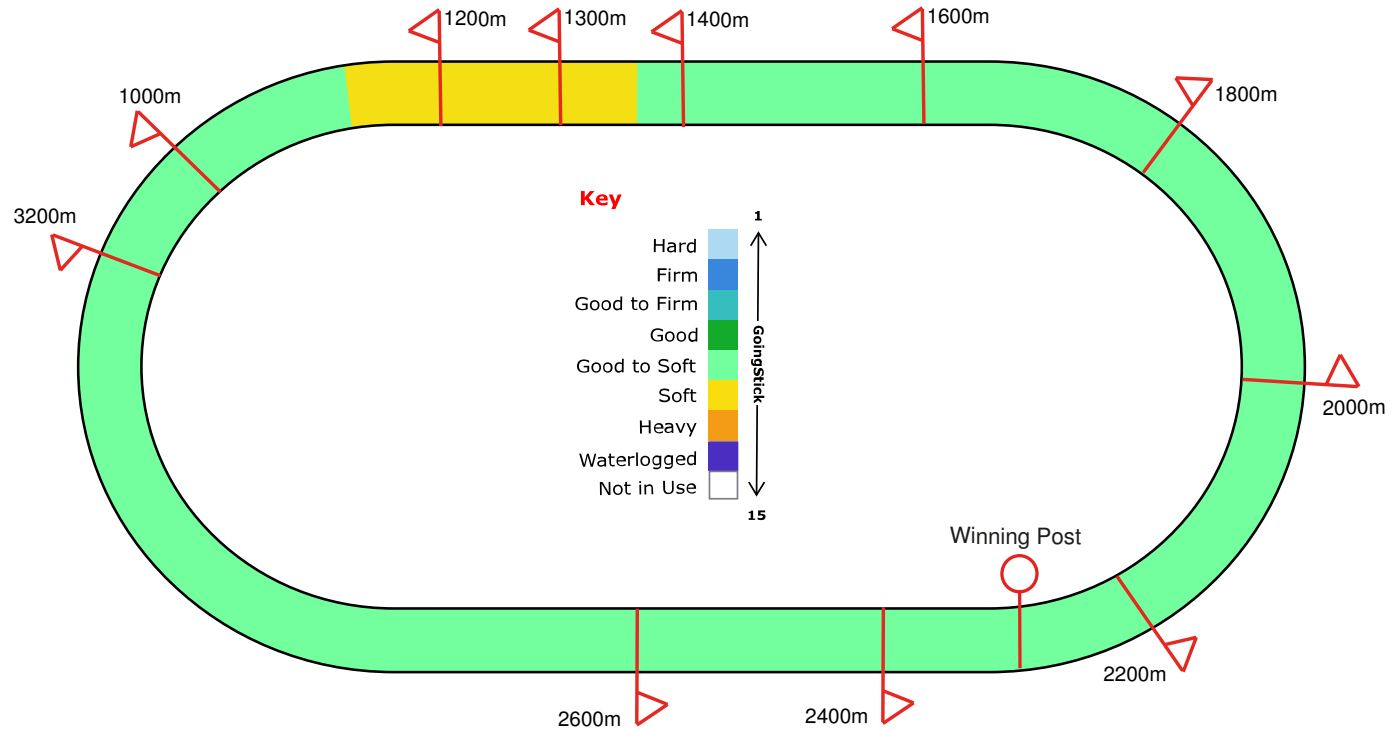 1200m
1300m
1400m
1600m
1000m
1800m
3200m
Key
1
Hard
Firm
Good to Firm
Good
Good to Soft
Soft
Heavy
Waterlogged
Not in Use
GoingStick
15
2000m
Winning Post
2200m
2600m
2400m